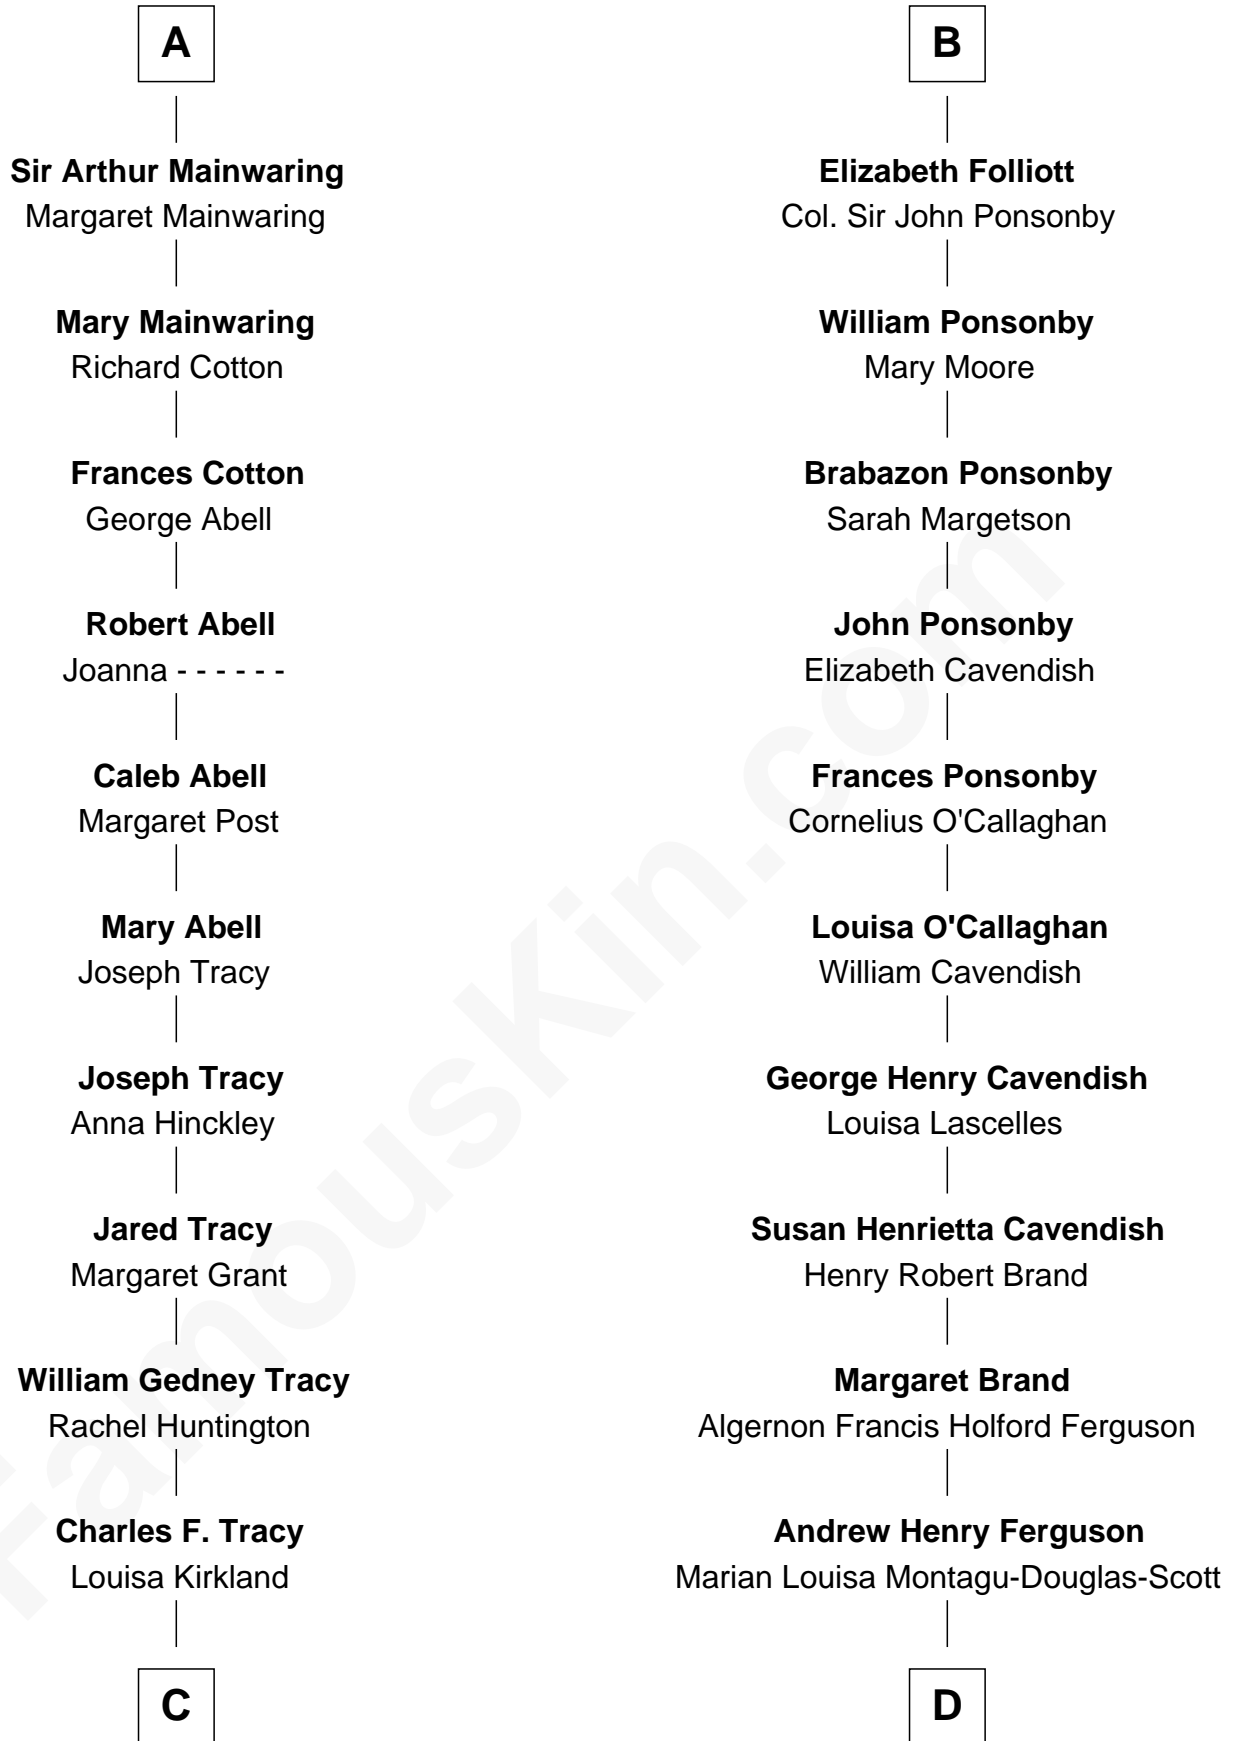 A
Sir Arthur Mainwaring
Margaret Mainwaring
Mary Mainwaring
Richard Cotton
Frances Cotton
George Abell
Robert Abell
Joanna - - - - - -
Caleb Abell
Margaret Post
Mary Abell
Joseph Tracy
Joseph Tracy
Anna Hinckley
Jared Tracy
Margaret Grant
William Gedney Tracy
Rachel Huntington
Charles F. Tracy
Louisa Kirkland
C
B
Elizabeth Folliott
Col. Sir John Ponsonby
William Ponsonby
Mary Moore
Brabazon Ponsonby
Sarah Margetson
John Ponsonby
Elizabeth Cavendish
Frances Ponsonby
Cornelius O'Callaghan
Louisa O'Callaghan
William Cavendish
George Henry Cavendish
Louisa Lascelles
Susan Henrietta Cavendish
Henry Robert Brand
Margaret Brand
Algernon Francis Holford Ferguson
Andrew Henry Ferguson
Marian Louisa Montagu-Douglas-Scott
D
FamousKin.com